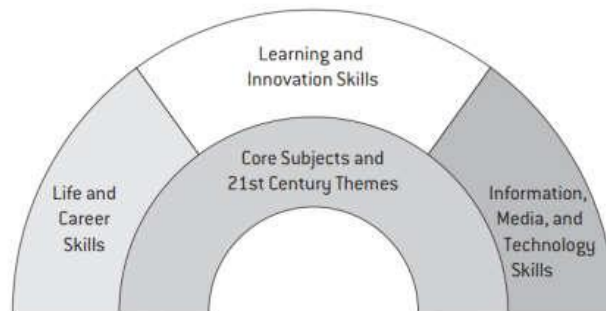 Learning and
Innovation Skills
Core Subjects and
21st Century Themes
Life and
Career
Skills
Information,
Media, and
Technology
Skills